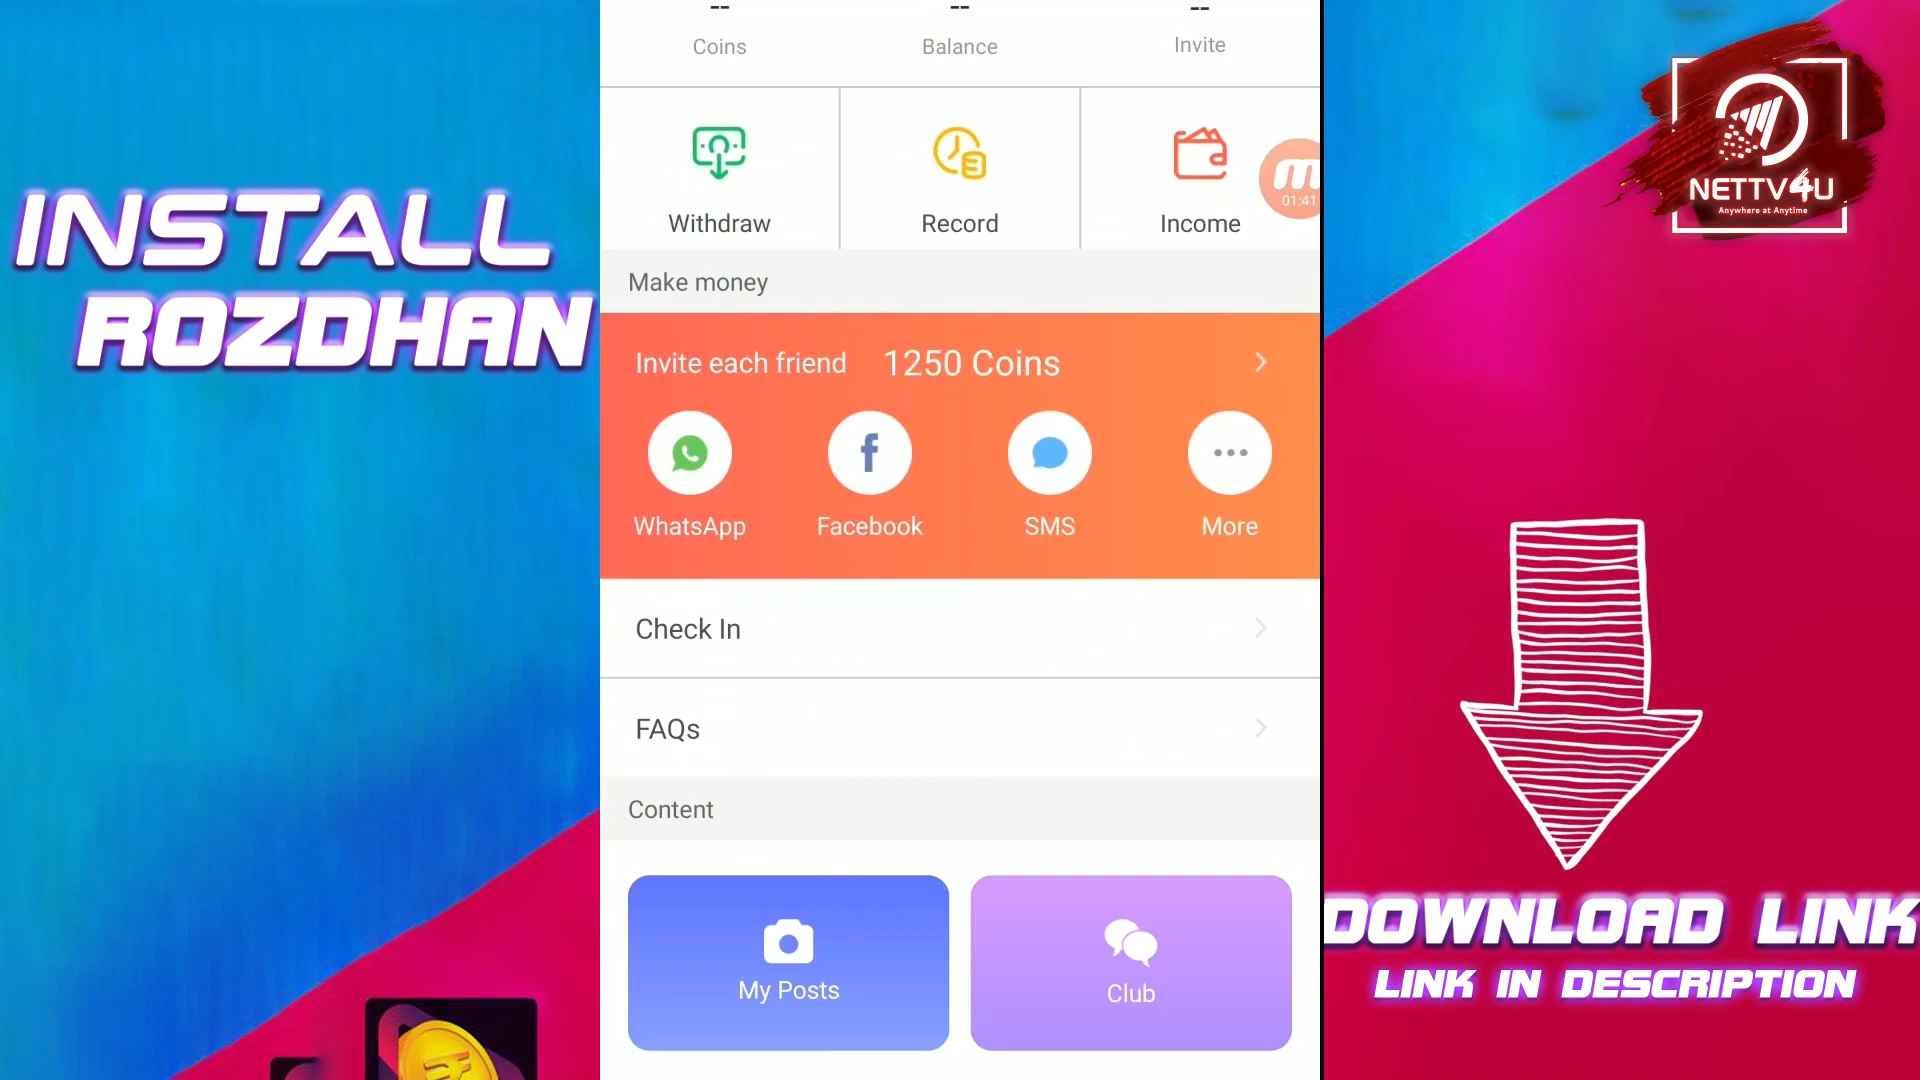 INSTALL
ROZDHAN
-- -- --
Coins Balance Invite
Withdraw Record Income
01:41
Make money
Invite each friend 1250 Coins
WhatsApp Facebook SMS More
Check In
FAQs
Content
My Posts Club
NETTV4U
Anywhere at Anytime
DOWNLOAD LINK
LINK IN DESCRIPTION